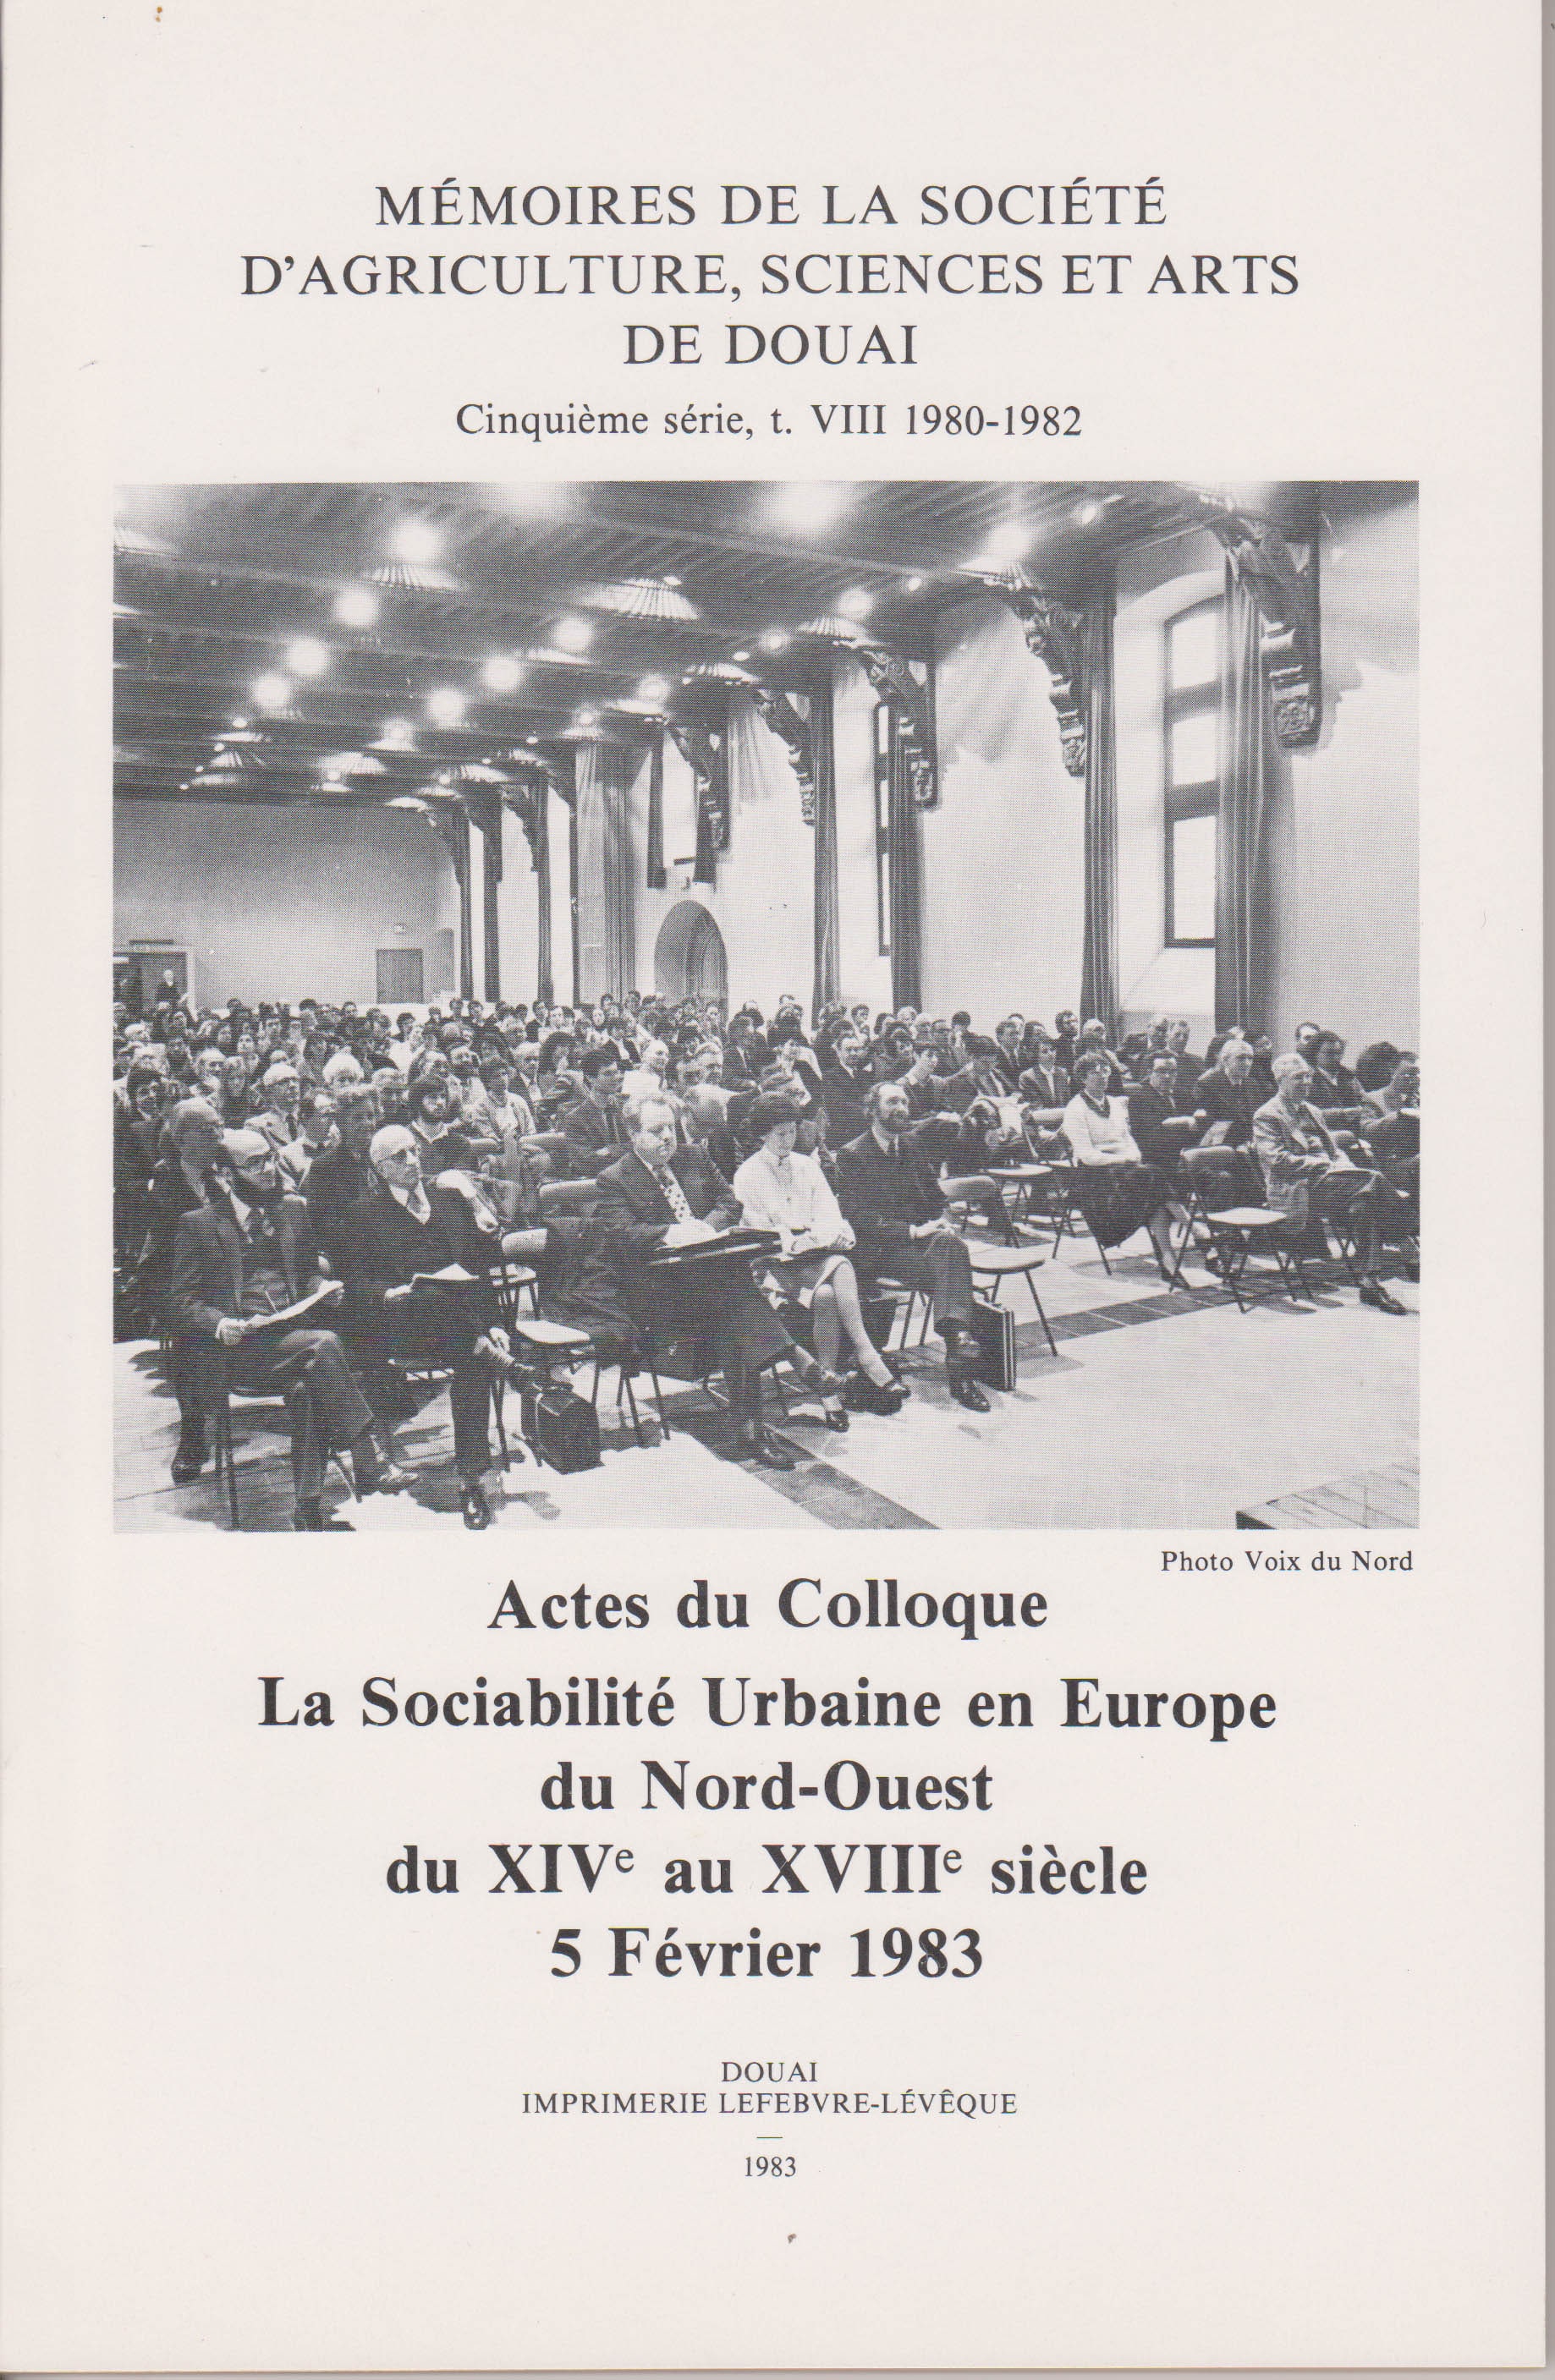 MÉMOIRES DE LA SOCIÉTÉ
D’AGRICULTURE, SCIENCES ET ARTS
DE DOUAI
Cinquième série, t. VIII 1980-1982
Photo Voix du Nord
Actes du Colloque
La Sociabilité Urbaine en Europe
du Nord-Ouest
du XIVᵉ au XVIIIᵉ siècle
5 Février 1983
DOUAI
IMPRIMERIE LEFEBVRE-LÉVÊQUE
1983